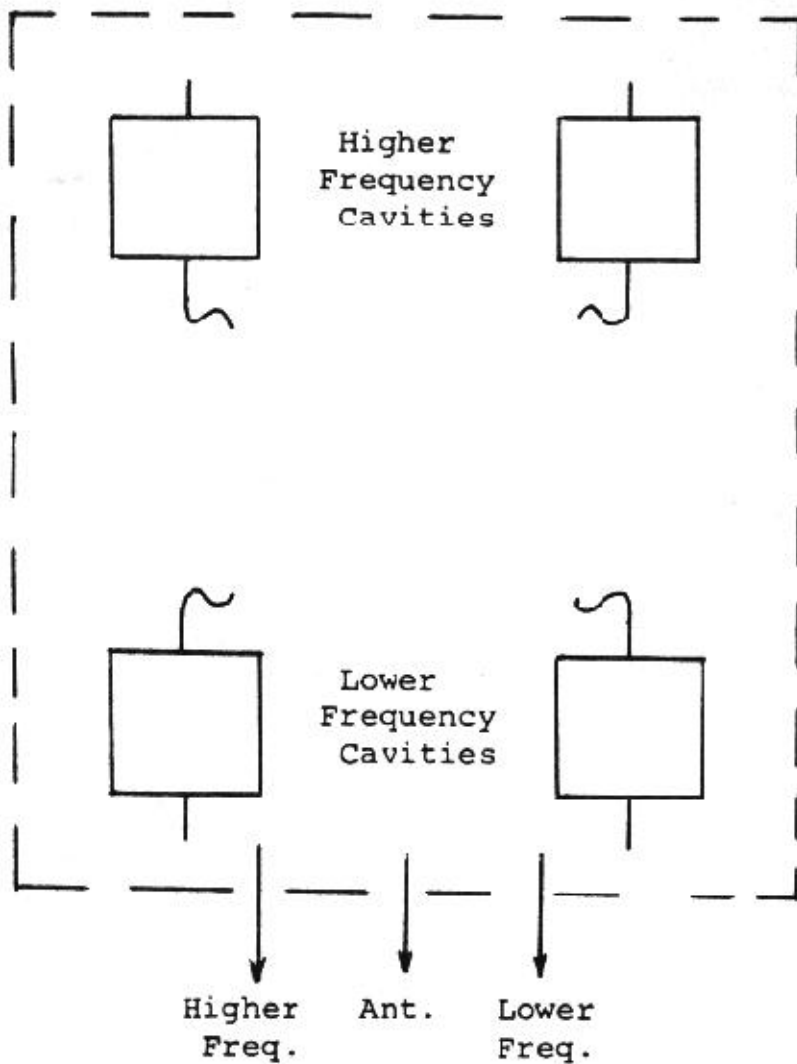 Higher
Frequency
Cavities
Lower
Frequency
Cavities
Higher Freq.
Ant.
Lower Freq.